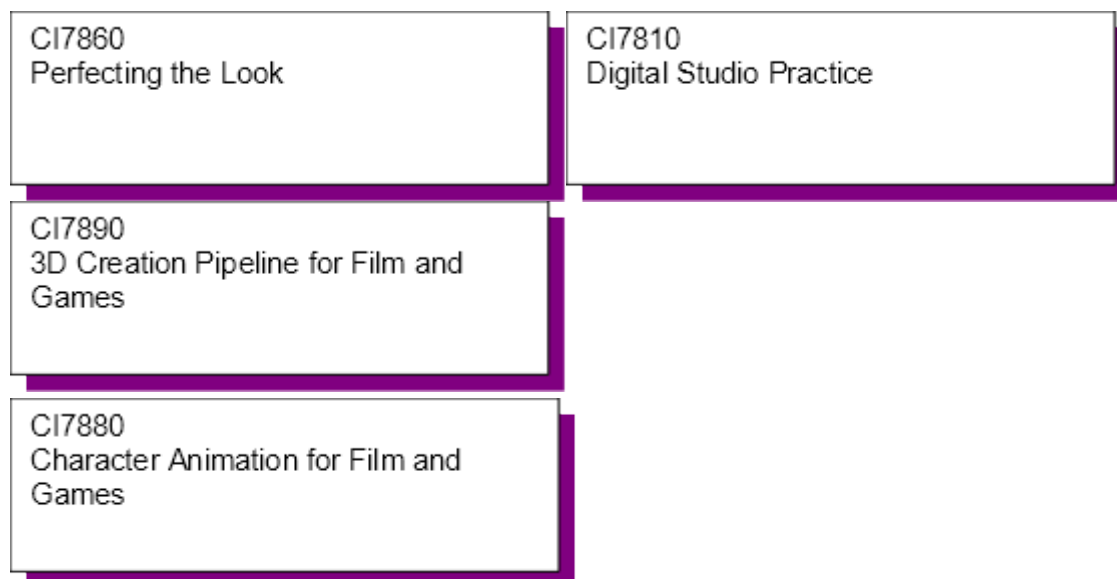 CI7860
Perfecting the Look
CI7810
Digital Studio Practice
CI7890
3D Creation Pipeline for Film and
Games
CI7880
Character Animation for Film and
Games